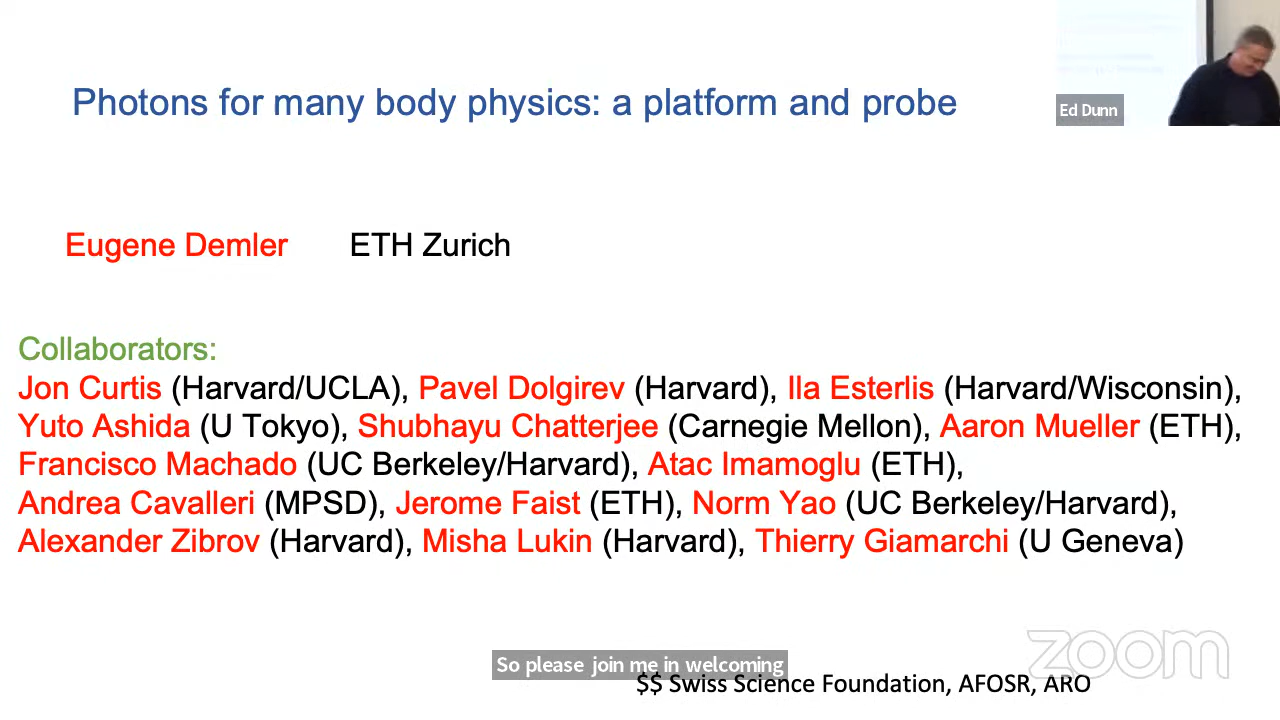 Photons for many body physics: a platform and probe
Ed Dunn
Eugene Demler ETH Zurich
Collaborators:
Jon Curtis (Harvard/UCLA), Pavel Dolgirev (Harvard), Ila Esterlis (Harvard/Wisconsin),
Yuto Ashida (U Tokyo), Shubhayu Chatterjee (Carnegie Mellon), Aaron Mueller (ETH),
Francisco Machado (UC Berkeley/Harvard), Atac Imamoglu (ETH),
Andrea Cavalleri (MPSD), Jerome Faist (ETH), Norm Yao (UC Berkeley/Harvard),
Alexander Zibrov (Harvard), Misha Lukin (Harvard), Thierry Giamarchi (U Geneva)
zoom
So please join me in welcoming
$$ Swiss Science Foundation, AFOSR, ARO